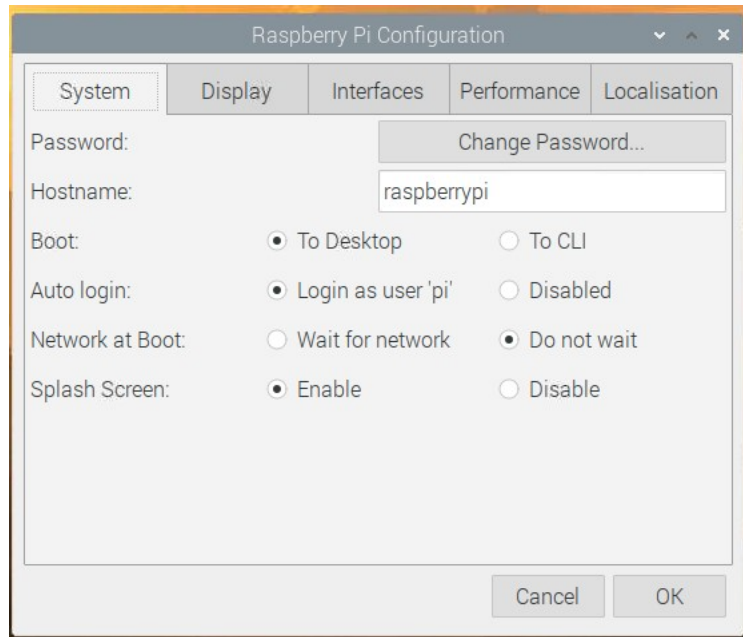 Raspberry Pi Configuration
System Display Interfaces Performance Localisation
Password: Change Password...
Hostname: raspberrypi
Boot: To Desktop To CLI
Auto login: Login as user 'pi' Disabled
Network at Boot: Wait for network Do not wait
Splash Screen: Enable Disable
Cancel OK